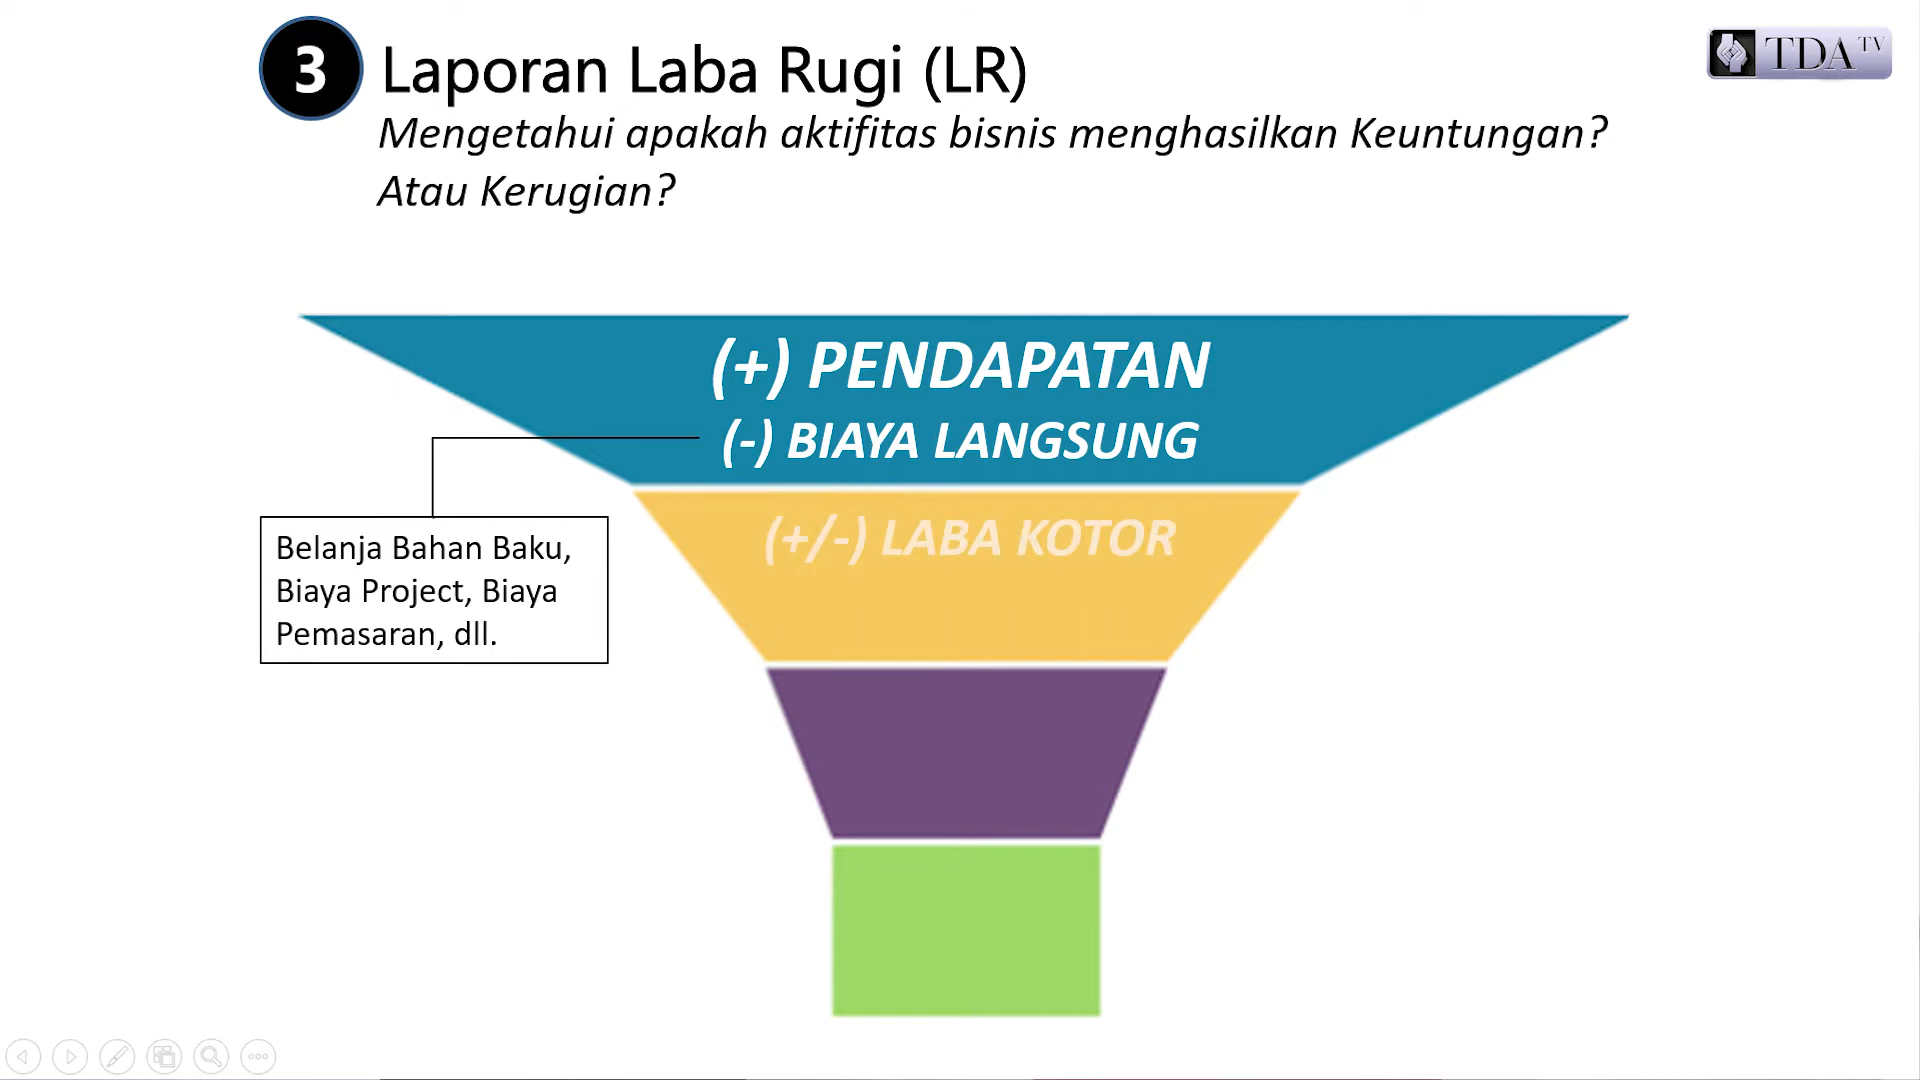 3 Laporan Laba Rugi (LR)
TDA TV
Mengetahui apakah aktifitas bisnis menghasilkan Keuntungan?
Atau Kerugian?
(+) PENDAPATAN
(-) BIAYA LANGSUNG
(+/-) LABA KOTOR
Belanja Bahan Baku,
Biaya Project, Biaya
Pemasaran, dll.